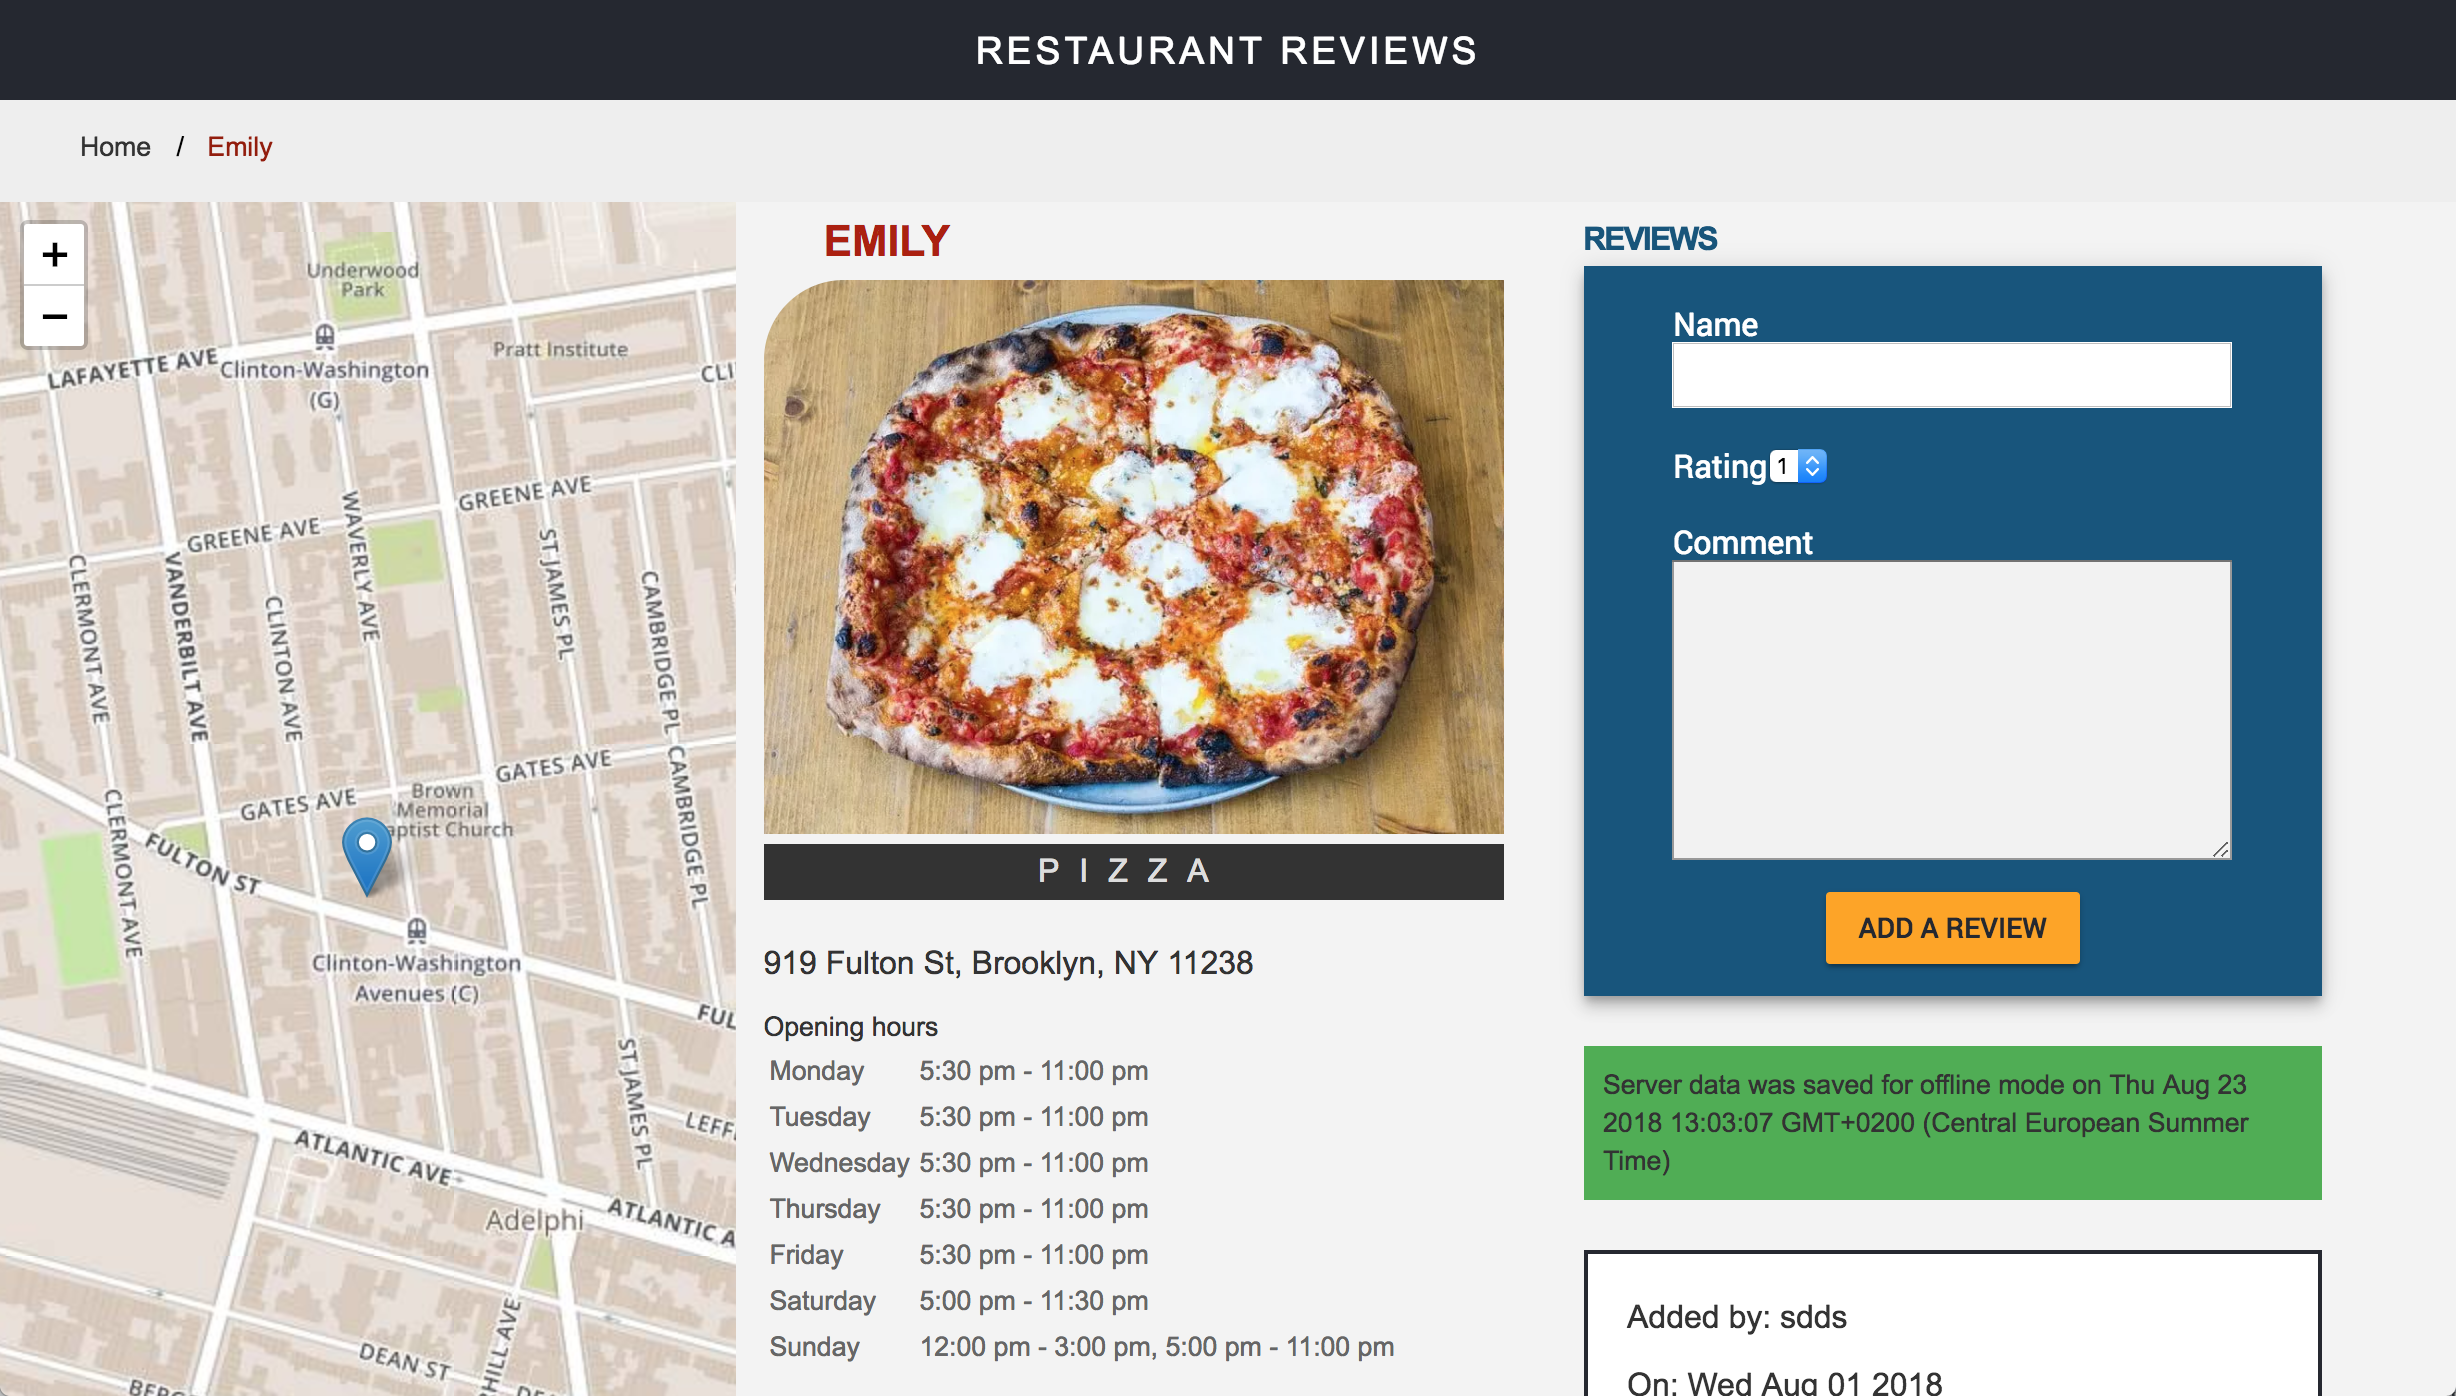 RESTAURANT REVIEWS
Home / Emily
+
−
Underwood
Park
LAFAYETTE AVE
Clinton-Washington
(G)
Pratt Institute
GREENE AVE
GREENE AVE
WAVERLY AVE
ST JAMES PL
CLERMONT AVE
VANDERBILT AVE
CLINTON AVE
CAMBRIDGE PL
CAMBRIDGE PL
GATES AVE
GATES AVE
Brown
Memorial
aptist Church
CLERMONT AVE
FULTON ST
Clinton-Washington
Avenues (C)
FUL
ST JAMES PL
LEFF
ATLANTIC AVE
ATLANTIC A
Adelphi
DEAN ST
HILL AVE
EMILY
PIZZA
919 Fulton St, Brooklyn, NY 11238
Opening hours
Monday 5:30 pm - 11:00 pm
Tuesday 5:30 pm - 11:00 pm
Wednesday 5:30 pm - 11:00 pm
Thursday 5:30 pm - 11:00 pm
Friday 5:30 pm - 11:00 pm
Saturday 5:00 pm - 11:30 pm
Sunday 12:00 pm - 3:00 pm, 5:00 pm - 11:00 pm
REVIEWS
Name
Rating 1
Comment
ADD A REVIEW
Server data was saved for offline mode on Thu Aug 23
2018 13:03:07 GMT+0200 (Central European Summer
Time)
Added by: sdds
On: Wed Aug 01 2018